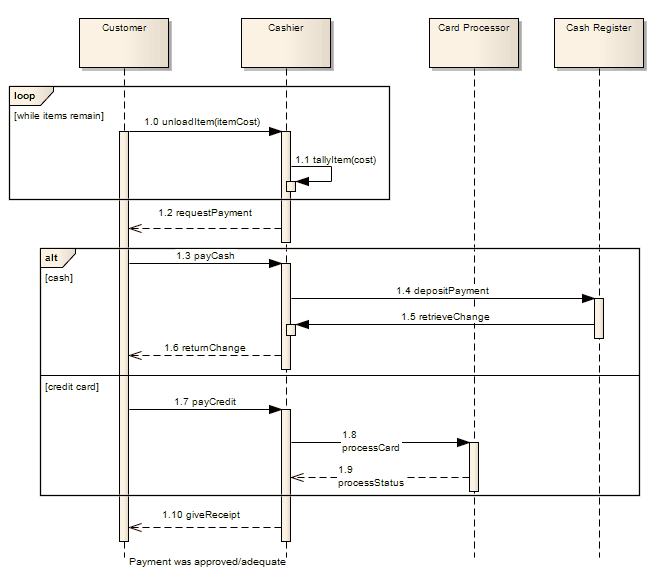 Customer
Cashier
Card Processor
Cash Register
loop
[while items remain]
1.0 unloadItem(itemCost)
1.1 tallyItem(cost)
1.2 requestPayment
alt
1.3 payCash
[cash]
1.4 depositPayment
1.5 retrieveChange
1.6 returnChange
[credit card]
1.7 payCredit
1.8
processCard
1.9
processStatus
1.10 giveReceipt
Payment was approved/adequate